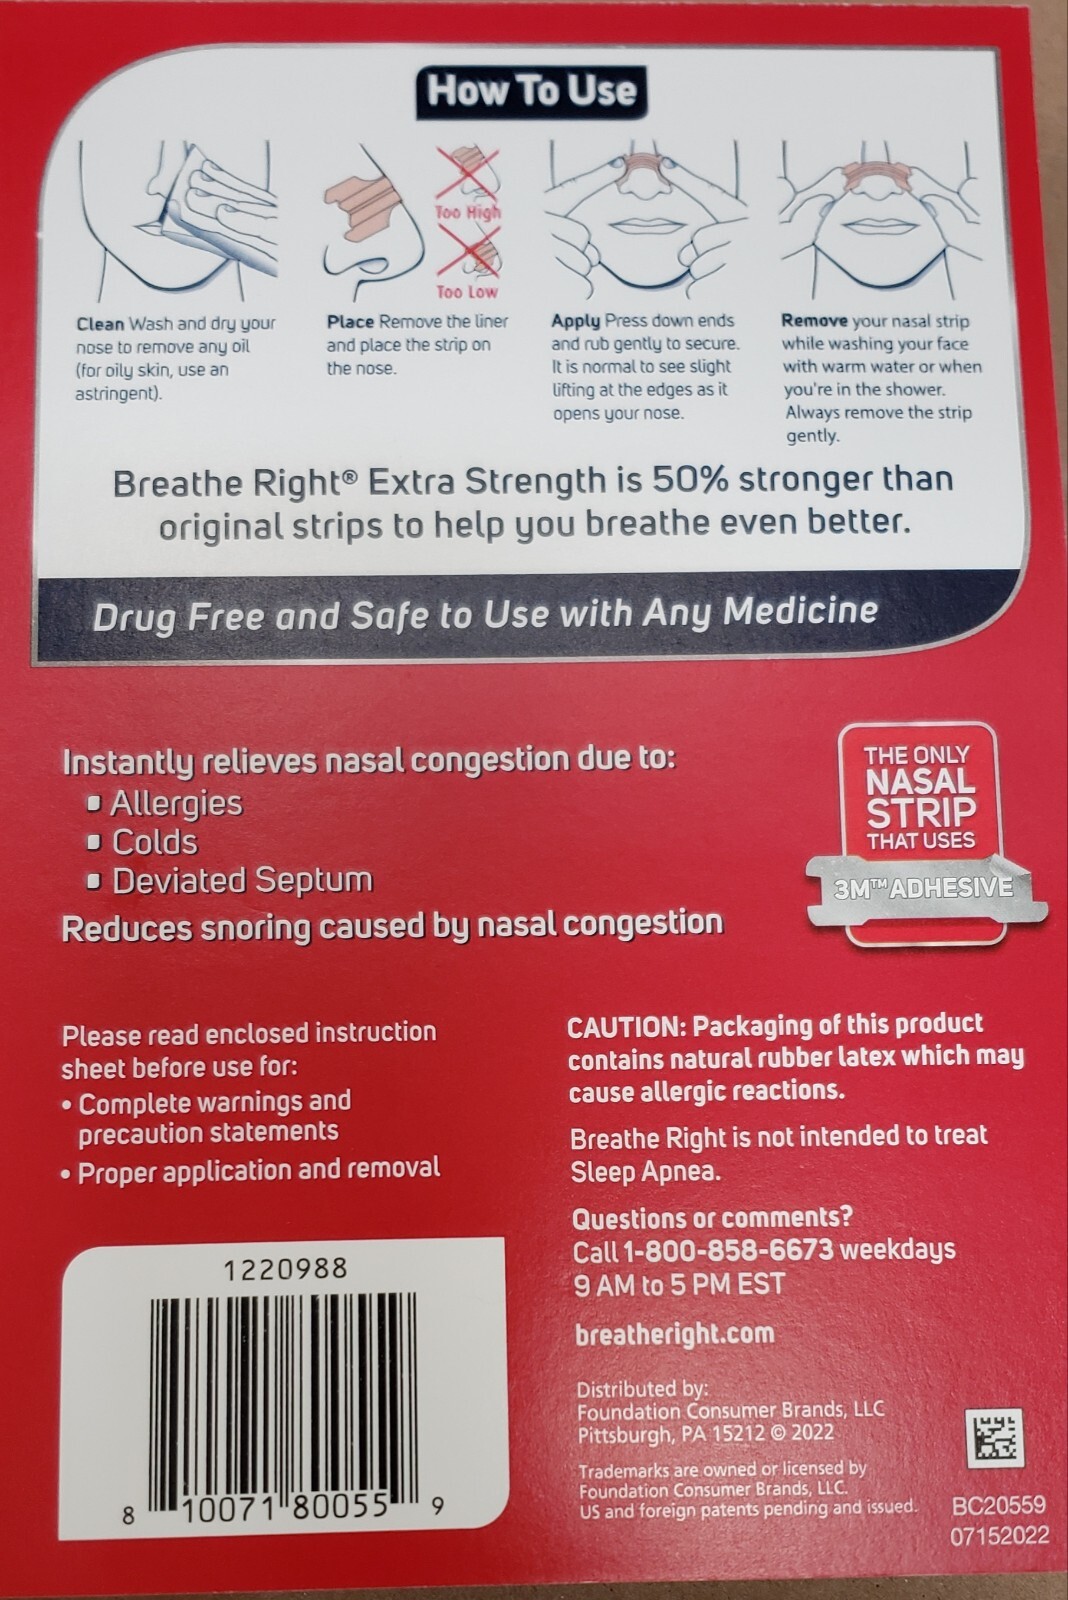 How To Use
Too High
Too Low
Clean Wash and dry your
nose to remove any oil
(for oily skin, use an
astringent).
Place Remove the liner
and place the strip on
the nose.
Apply Press down ends
and rub gently to secure.
It is normal to see slight
lifting at the edges as it
opens your nose.
Remove your nasal strip
while washing your face
with warm water or when
you're in the shower.
Always remove the strip
gently.
Breathe Right® Extra Strength is 50% stronger than
original strips to help you breathe even better.
Drug Free and Safe to Use with Any Medicine
Instantly relieves nasal congestion due to:
▪ Allergies
▪ Colds
▪ Deviated Septum
Reduces snoring caused by nasal congestion
THE ONLY
NASAL
STRIP
THAT USES
3M™ ADHESIVE
Please read enclosed instruction
sheet before use for:
• Complete warnings and
precaution statements
• Proper application and removal
CAUTION: Packaging of this product
contains natural rubber latex which may
cause allergic reactions.
Breathe Right is not intended to treat
Sleep Apnea.
Questions or comments?
Call 1-800-858-6673 weekdays
9 AM to 5 PM EST
breatheright.com
Distributed by:
Foundation Consumer Brands, LLC
Pittsburgh, PA 15212 © 2022
Trademarks are owned or licensed by
Foundation Consumer Brands, LLC.
US and foreign patents pending and issued.
1220988
8 10071 80055 9
BC20559
07152022